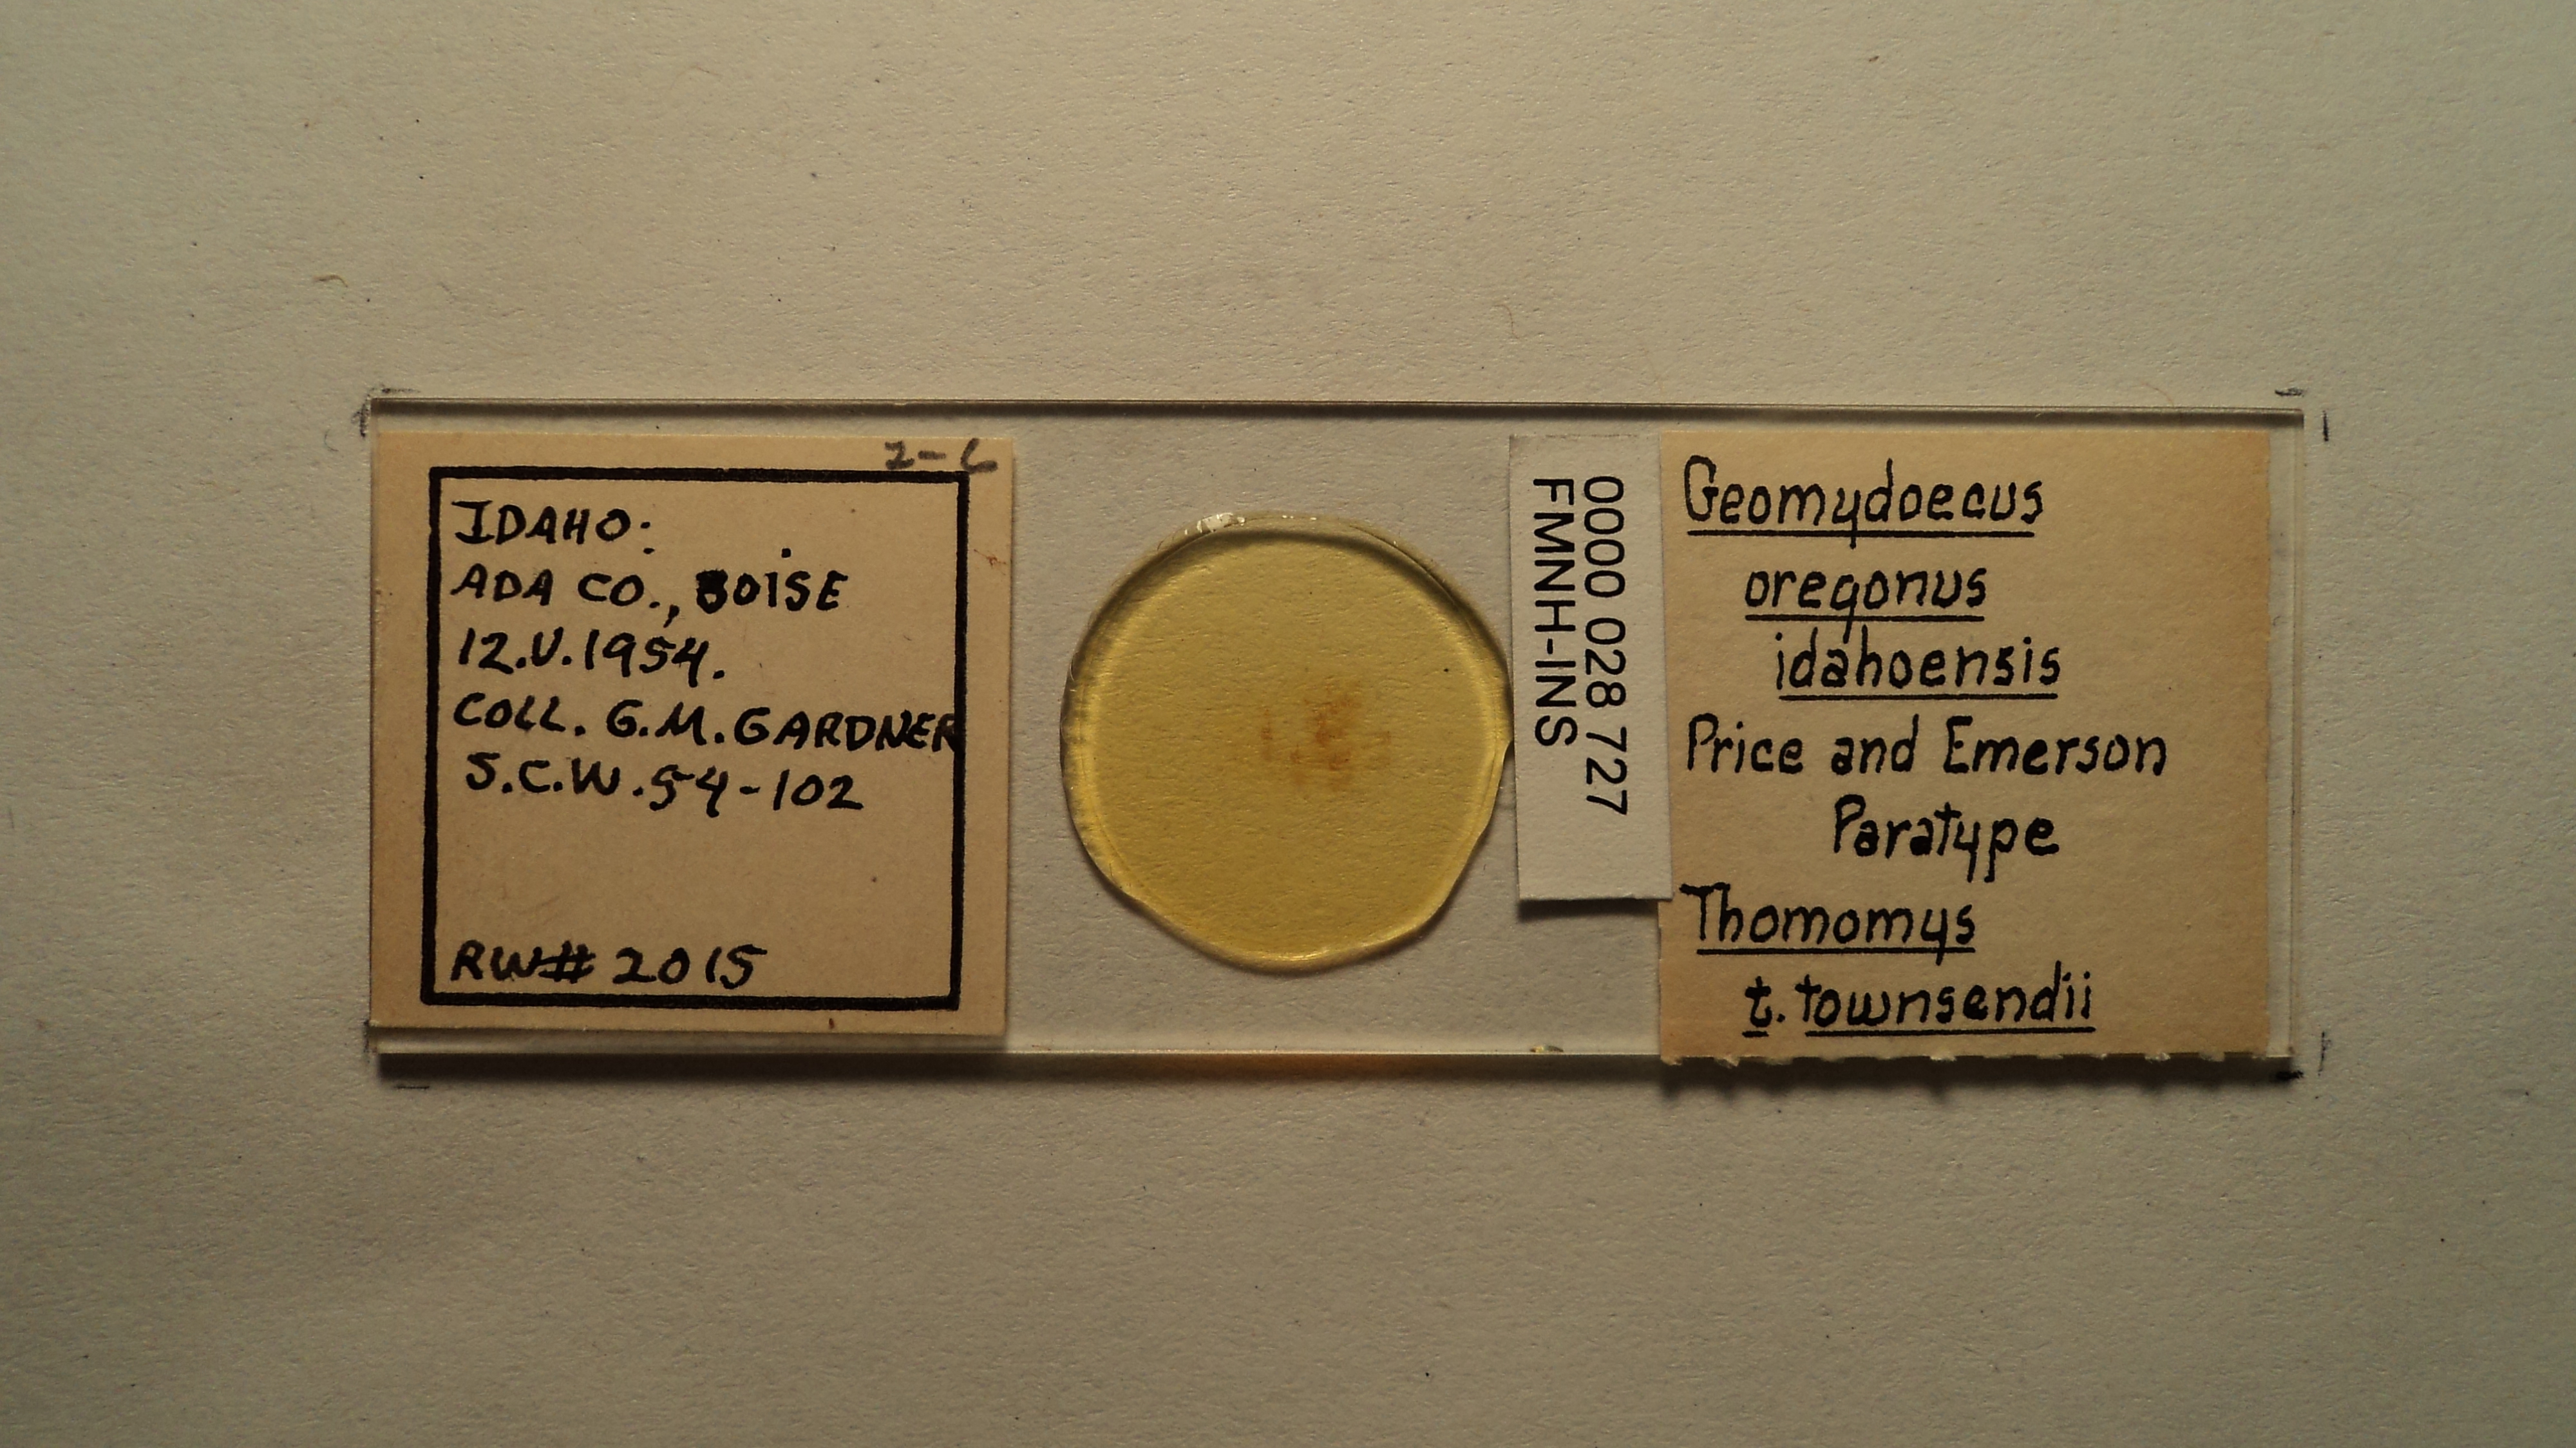 2-6
IDAHO:
ADA CO., BOISE
12.V.1954.
COLL. G.M. GARDNER
S.C.W. 54-102
RW# 2015
0000 028 727
FMNH-INS
Geomydoecus
oregonus
idahoensis
Price and Emerson
Paratype
Thomomys
t. townsendii